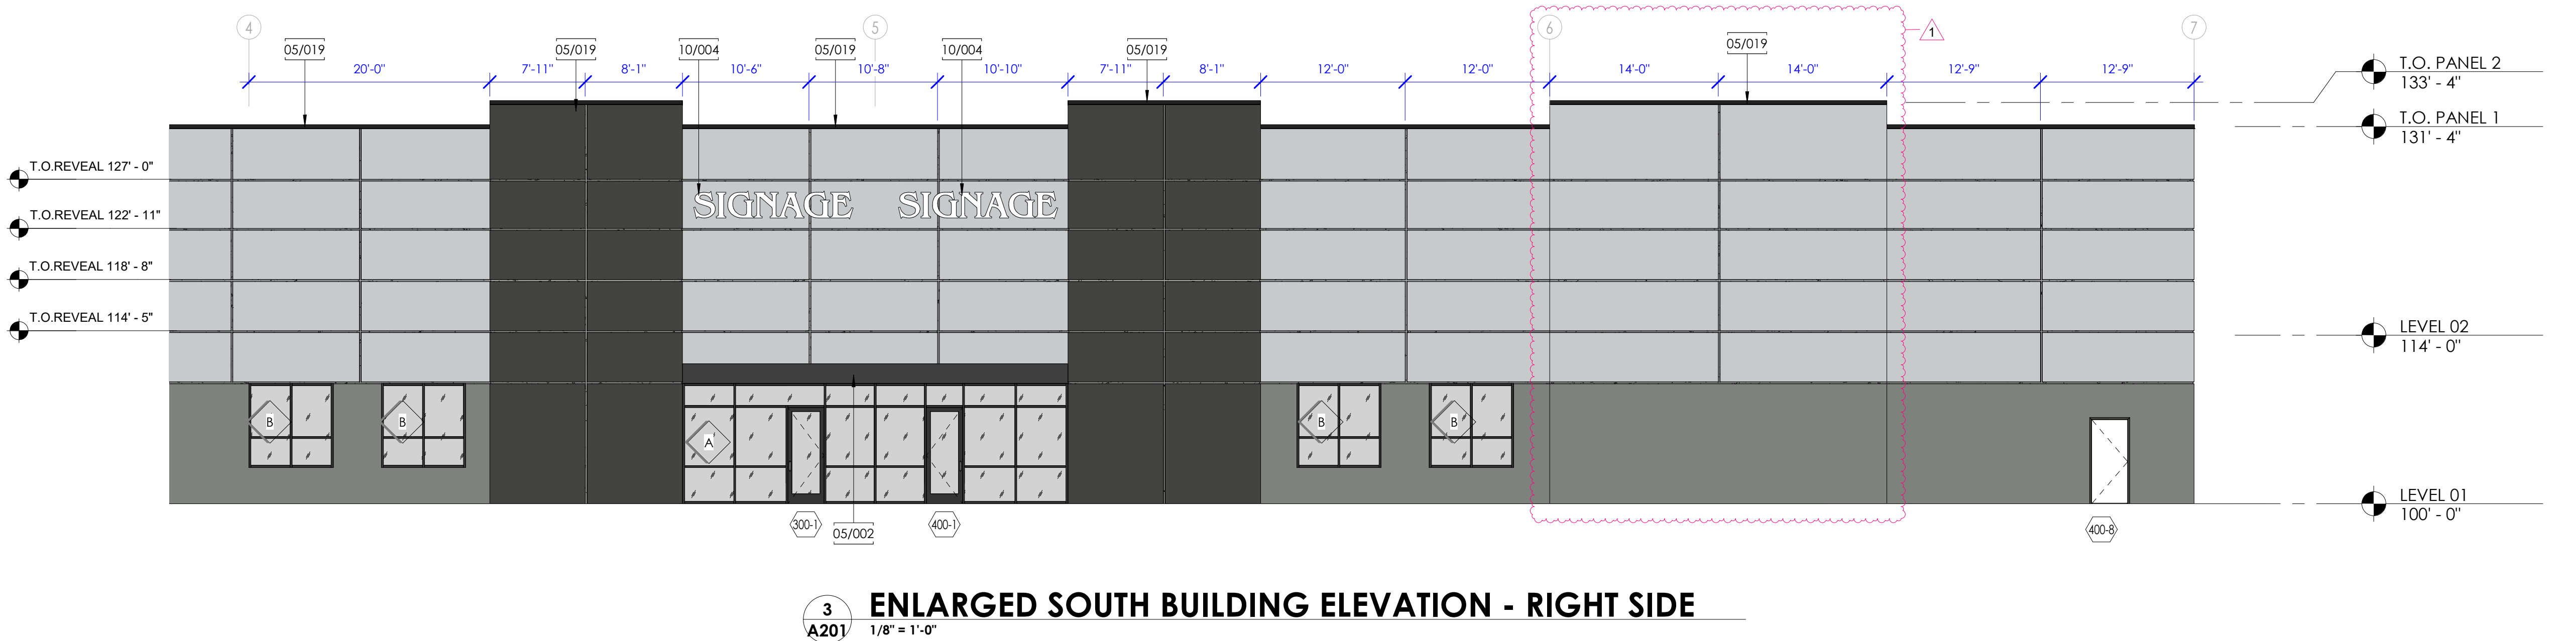 4
5
6
7
1
05/019
05/019
10/004
05/019
10/004
05/019
05/019
20'-0"
7'-11"
8'-1"
10'-6"
10'-8"
10'-10"
7'-11"
8'-1"
12'-0"
12'-0"
14'-0"
14'-0"
12'-9"
12'-9"
T.O. PANEL 2
133' - 4"
T.O. PANEL 1
131' - 4"
T.O.REVEAL 127' - 0"
T.O.REVEAL 122' - 11"
T.O.REVEAL 118' - 8"
T.O.REVEAL 114' - 5"
SIGNAGE SIGNAGE
LEVEL 02
114' - 0"
B
B
A
B
B
LEVEL 01
100' - 0"
300-1
05/002
400-1
400-8
3
A201
ENLARGED SOUTH BUILDING ELEVATION - RIGHT SIDE
1/8" = 1'-0"